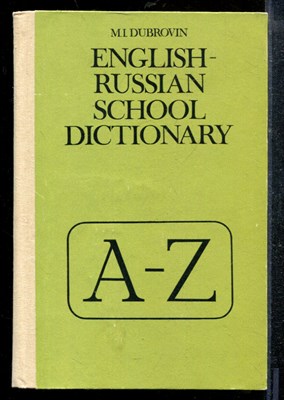 M.I. DUBROVIN
ENGLISH-
RUSSIAN
SCHOOL
DICTIONARY
A-Z